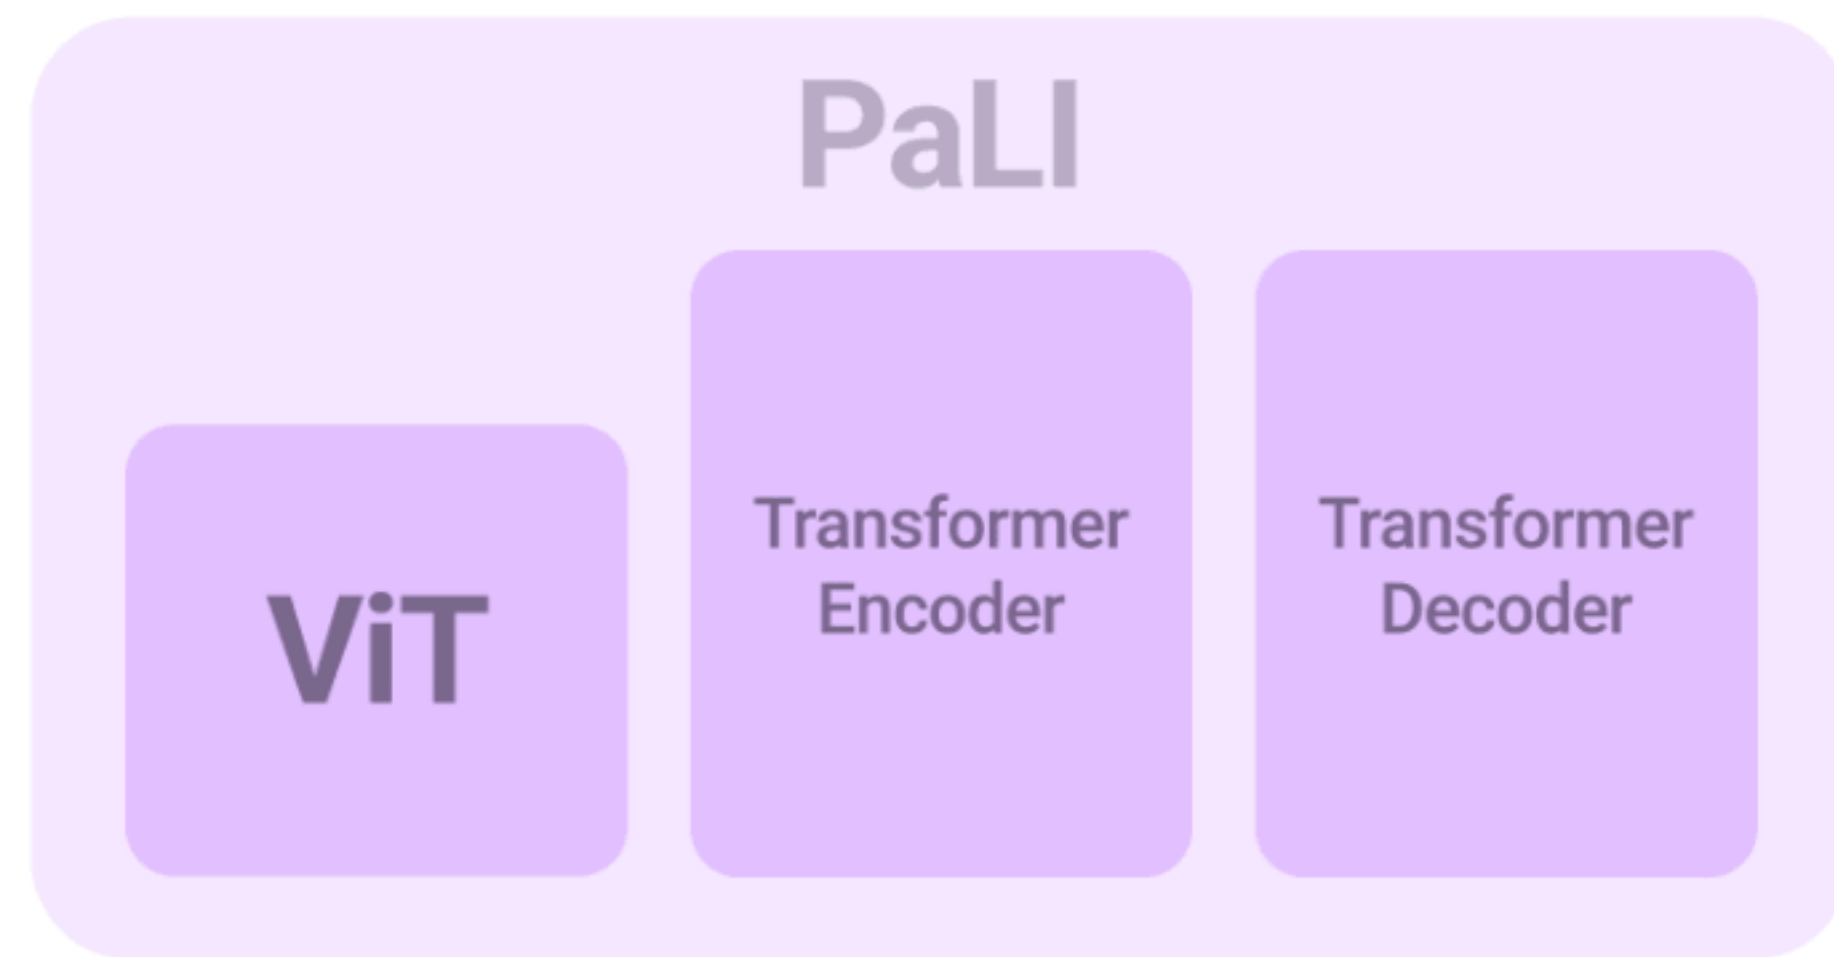 PaLI
ViT
Transformer
Encoder
Transformer
Decoder